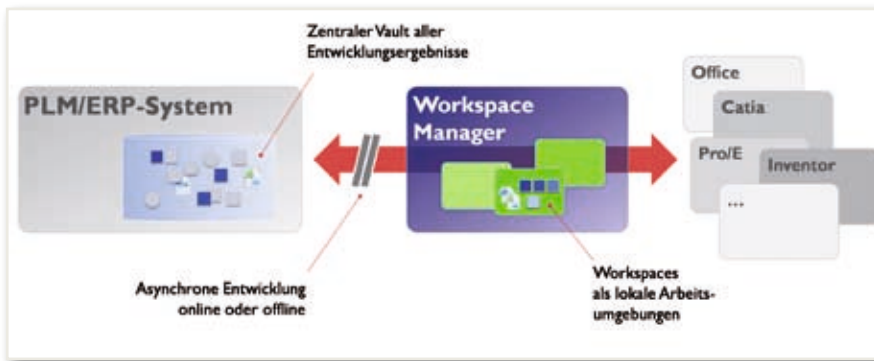 Zentraler Vault aller
Entwicklungsergebnisse
PLM/ERP-System
Workspace
Manager
Office
Catia
Pro/E
Inventor
...
Asynchrone Entwicklung
online oder offline
Workspaces
als lokale Arbeits-
umgebungen